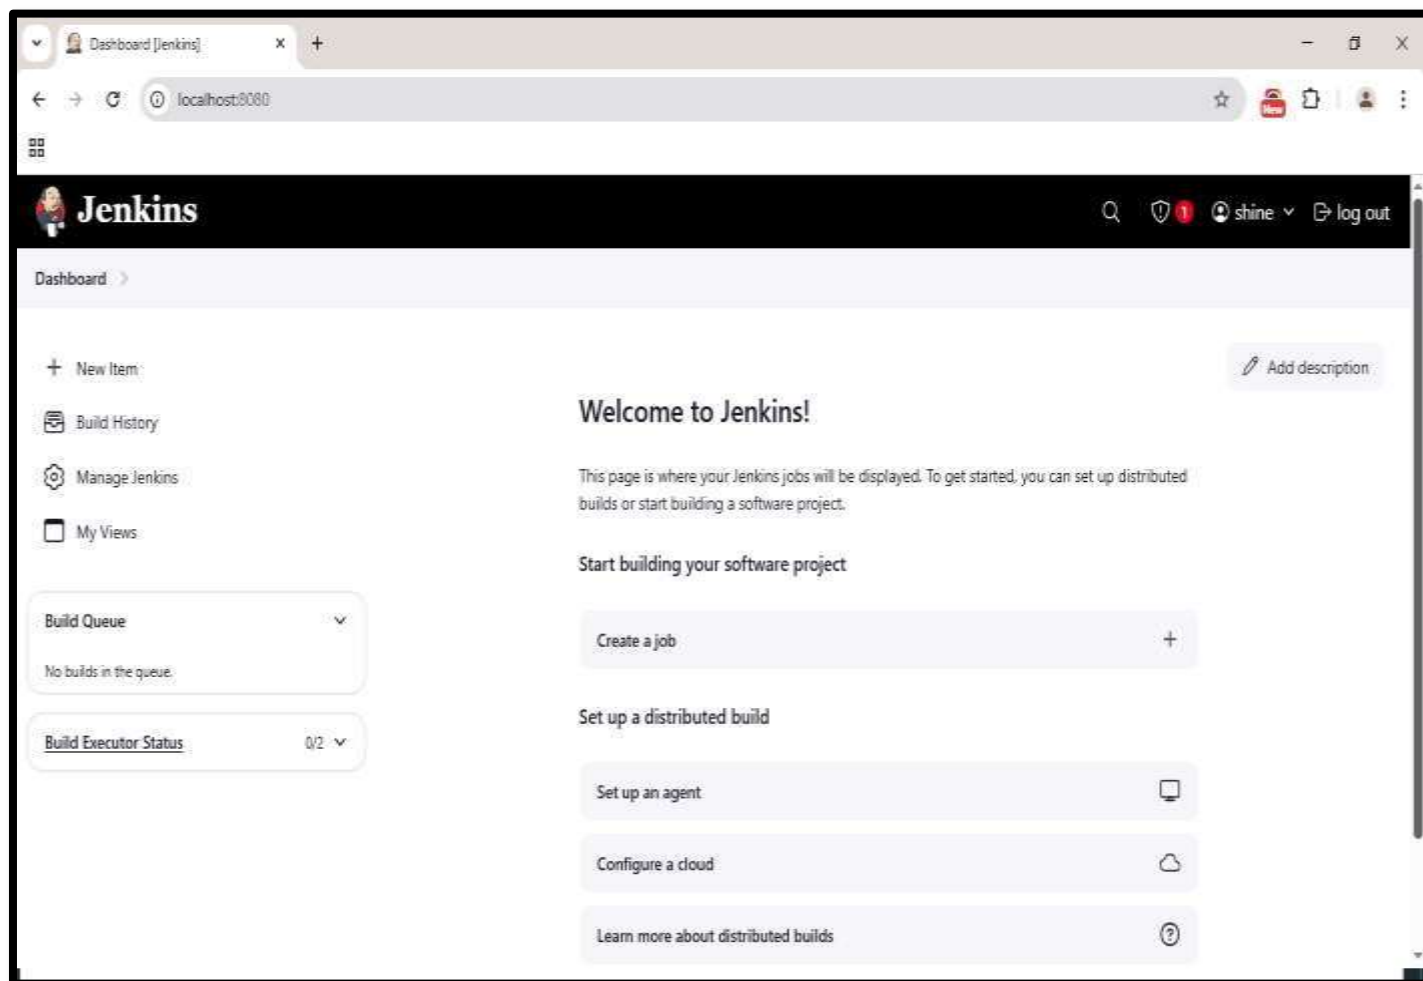 Dashboard [Jenkins]
localhost:8080
New
Jenkins
1
shine
log out
Dashboard
New Item
Build History
Manage Jenkins
My Views
Build Queue
No builds in the queue.
Build Executor Status 0/2
Add description
Welcome to Jenkins!
This page is where your Jenkins jobs will be displayed. To get started, you can set up distributed
builds or start building a software project.
Start building your software project
Create a job
Set up a distributed build
Set up an agent
Configure a cloud
Learn more about distributed builds